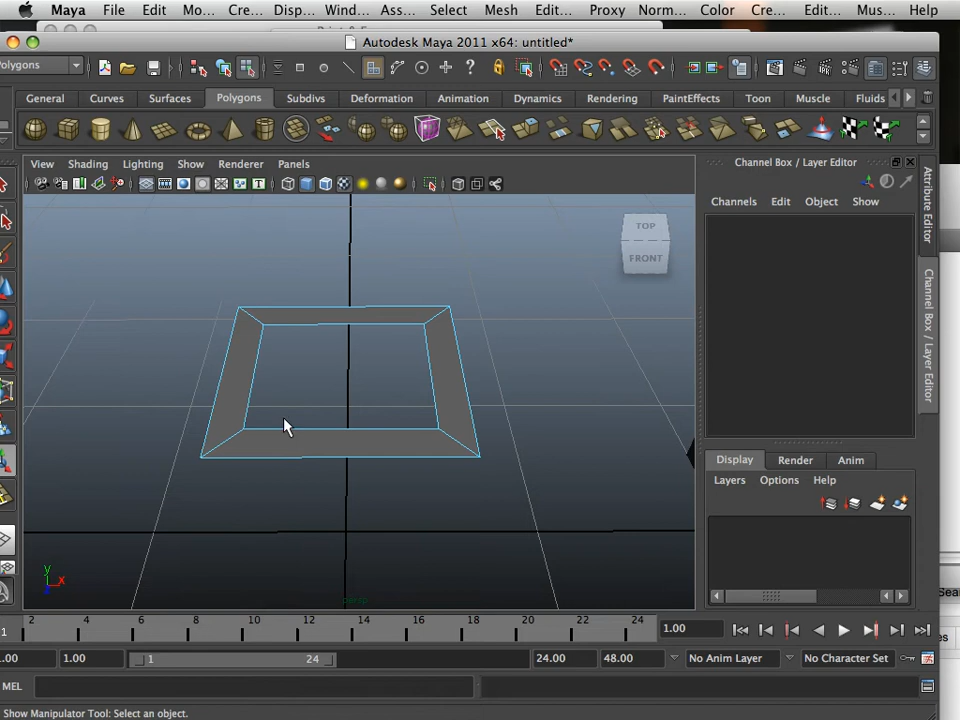 Maya File Edit Mo... Cre... Disp... Wind... Ass... Select Mesh Edit... Proxy Norm... Color Cre... Edit... Mus... Help
Autodesk Maya 2011 x64: untitled*
Polygons
General Curves Surfaces Polygons Subdivs Deformation Animation Dynamics Rendering PaintEffects Toon Muscle Fluids
View Shading Lighting Show Renderer Panels
Channel Box / Layer Editor
Channels Edit Object Show
Attribute Editor
Channel Box / Layer Editor
TOP
FRONT
Display Render Anim
Layers Options Help
y
x
z
persp
2 4 6 8 10 12 14 16 18 20 22 24
1.00
1.00 24 24.00 48.00 No Anim Layer No Character Set
1
MEL
Show Manipulator Tool: Select an object.